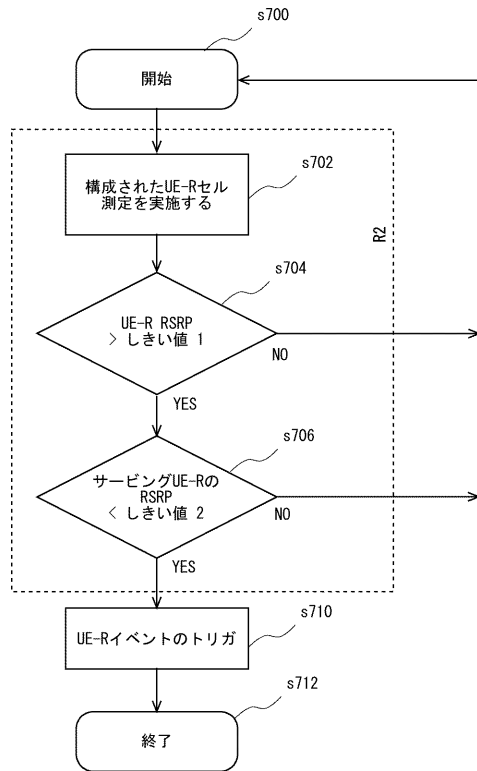 s700
開始
s702
構成されたUE-Rセル
測定を実施する
R2
s704
UE-R RSRP
> しきい値 1
NO
YES
s706
サービングUE-Rの
RSRP
< しきい値 2
NO
YES
s710
UE-Rイベントのトリガ
s712
終了